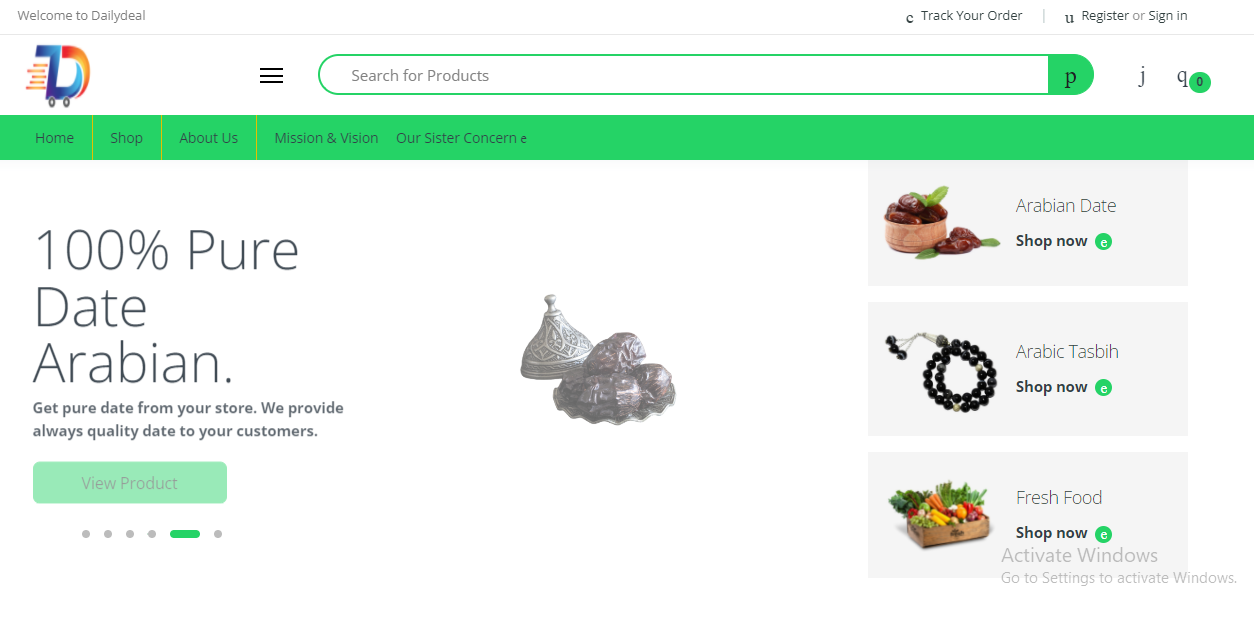 Welcome to Dailydeal
c Track Your Order
u Register or Sign in
Search for Products
p
j
q 0
Home
Shop
About Us
Mission & Vision
Our Sister Concern e
100% Pure
Date
Arabian.
Get pure date from your store. We provide
always quality date to your customers.
View Product
Arabian Date
Shop now e
Arabic Tasbih
Shop now e
Fresh Food
Shop now e
Activate Windows
Go to Settings to activate Windows.